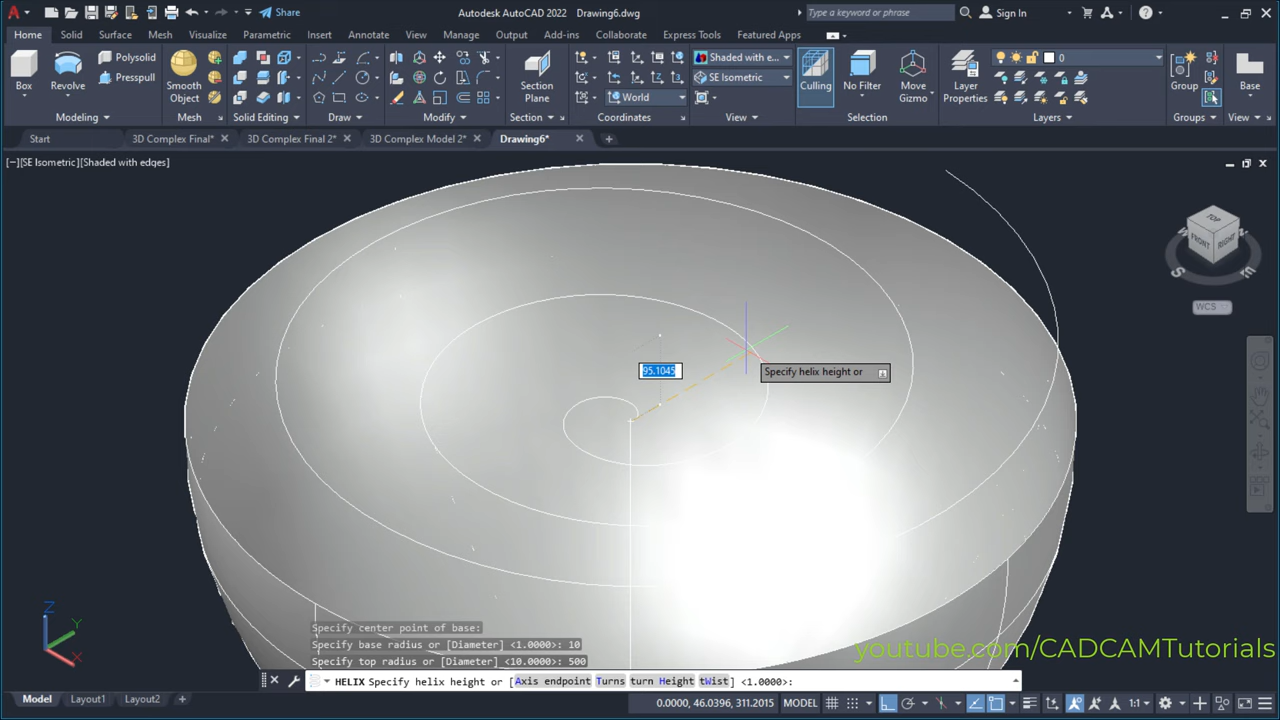 Share
Autodesk AutoCAD 2022 Drawing6.dwg
Type a keyword or phrase
Sign In
Home Solid Surface Mesh Visualize Parametric Insert Annotate View Manage Output Add-ins Collaborate Express Tools Featured Apps
Box
Revolve
Polysolid
Presspull
Smooth Object
Section Plane
World
Shaded with e...
SE Isometric
Culling
No Filter
Move Gizmo
Layer Properties
0
Group
Base
Modeling Mesh Solid Editing Draw Modify Section Coordinates View Selection Layers Groups View
Start 3D Complex Final* 3D Complex Final 2* 3D Complex Model 2* Drawing6*
[−][SE Isometric][Shaded with edges]
TOP
FRONT
RIGHT
S
E
WCS
95.1045
Specify helix height or
Z
Y
X
Specify center point of base:
Specify base radius or [Diameter] <1.0000>: 10
Specify top radius or [Diameter] <10.0000>: 500
HELIX Specify helix height or [Axis endpoint Turns turn Height tWist] <1.0000>:
youtube.com/CADCAMTutorials
Model Layout1 Layout2
0.0000, 46.0396, 311.2015 MODEL
1:1